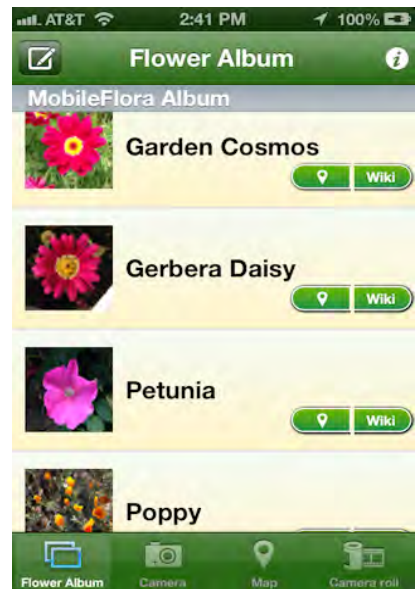 AT&T 2:41 PM 100%
Flower Album i
MobileFlora Album
Garden Cosmos
Wiki
Gerbera Daisy
Wiki
Petunia
Wiki
Poppy
Flower Album Camera Map Camera roll